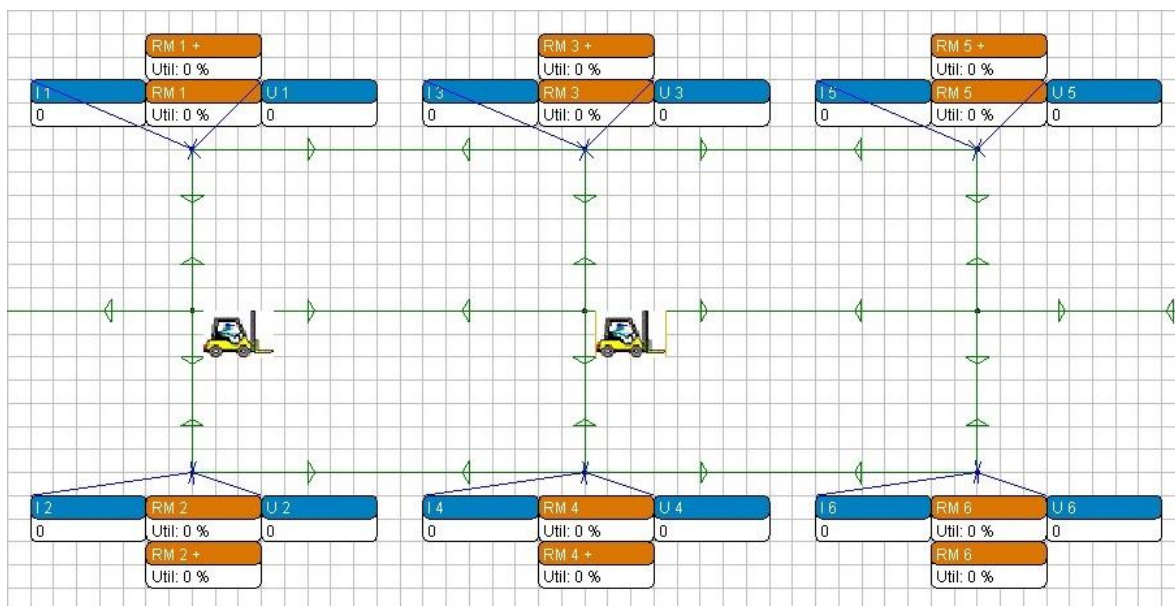 RM 1 + RM 3 + RM 5 +
Util: 0 % Util: 0 % Util: 0 %
I 1 RM 1 U 1 I 3 RM 3 U 3 I 5 RM 5 U 5
0 Util: 0 % 0 0 Util: 0 % 0 0 Util: 0 % 0
I 2 RM 2 U 2 I 4 RM 4 U 4 I 6 RM 6 U 6
0 Util: 0 % 0 0 Util: 0 % 0 0 Util: 0 % 0
RM 2 + RM 4 + RM 6
Util: 0 % Util: 0 % Util: 0 %